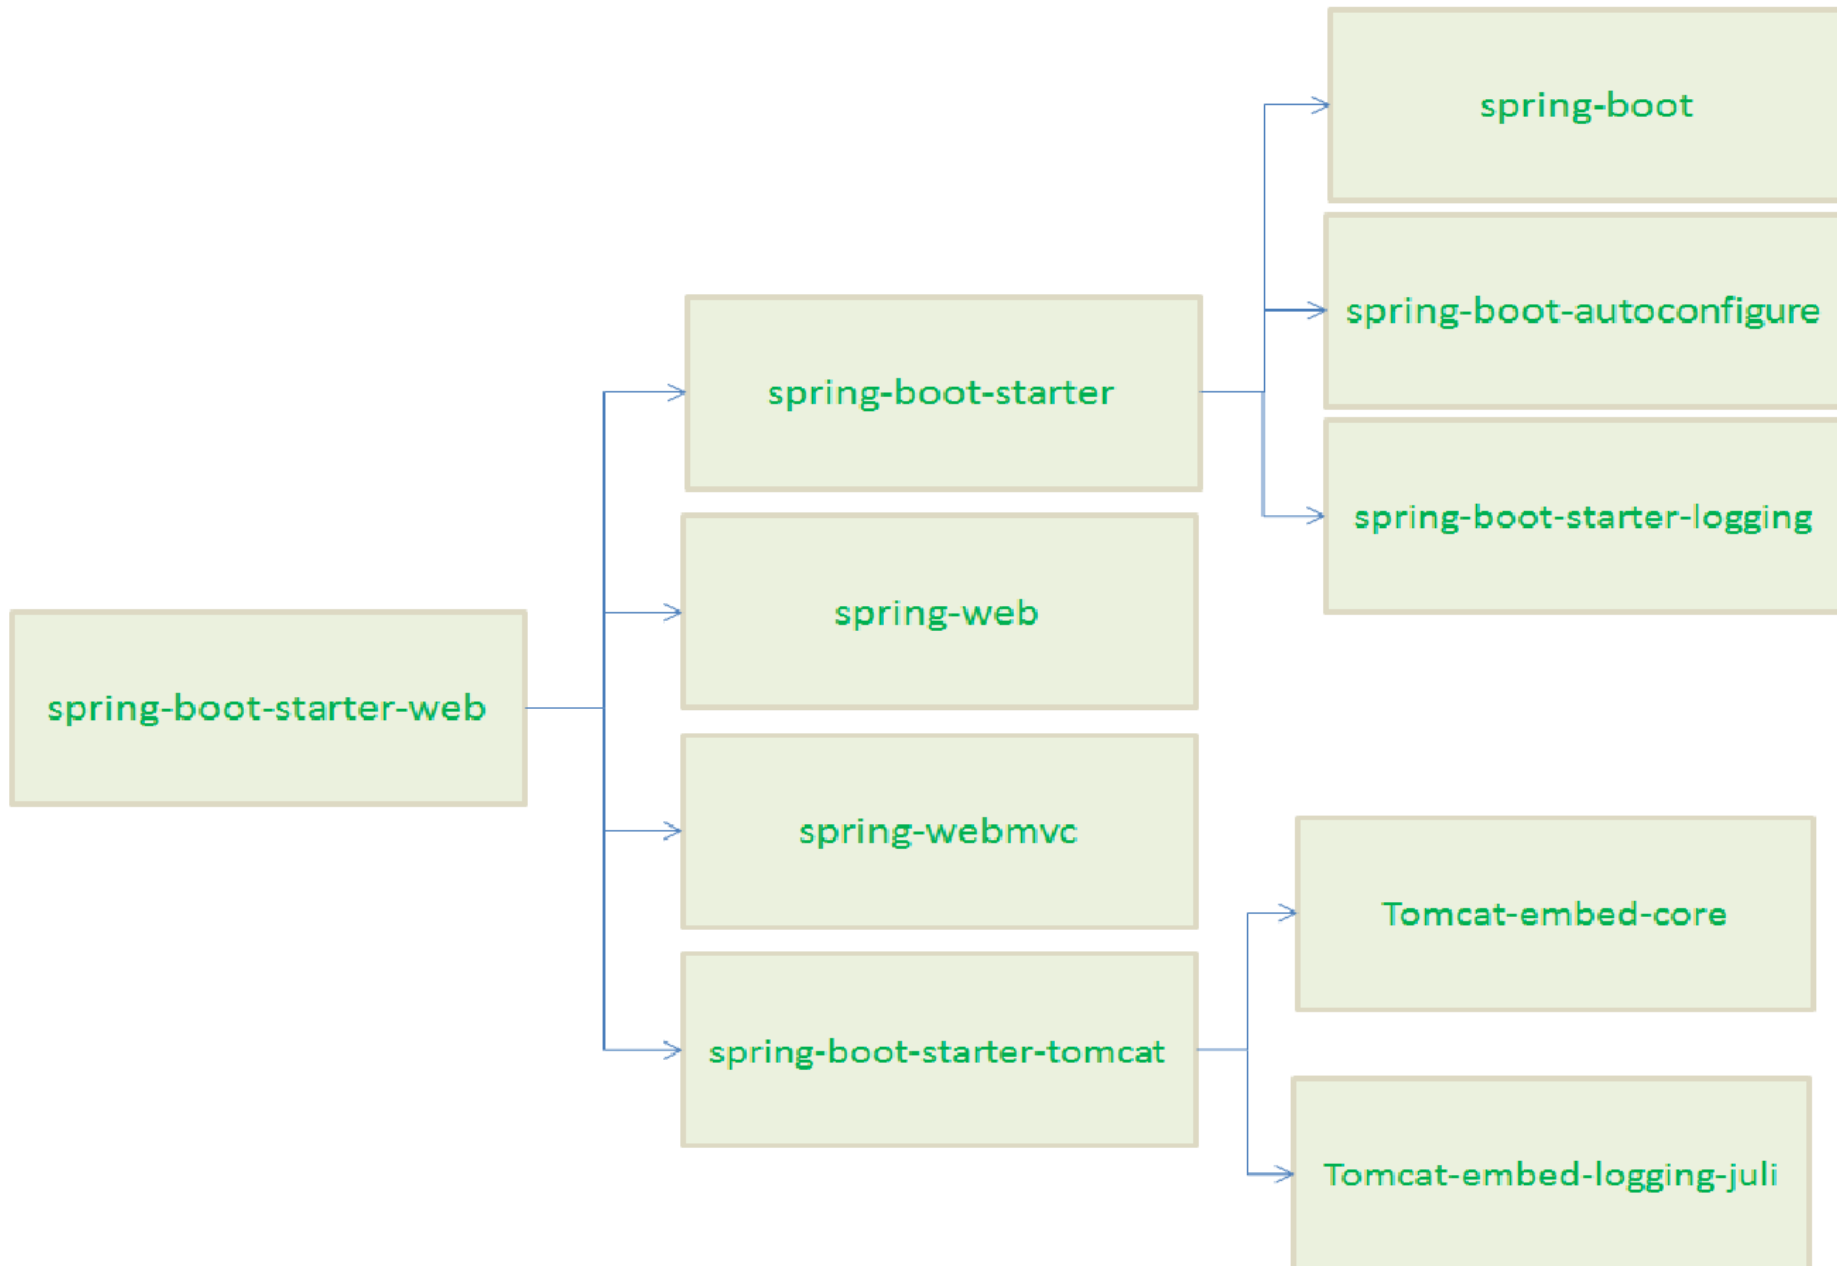 spring-boot
spring-boot-autoconfigure
spring-boot-starter
spring-boot-starter-logging
spring-web
spring-boot-starter-web
spring-webmvc
Tomcat-embed-core
spring-boot-starter-tomcat
Tomcat-embed-logging-juli